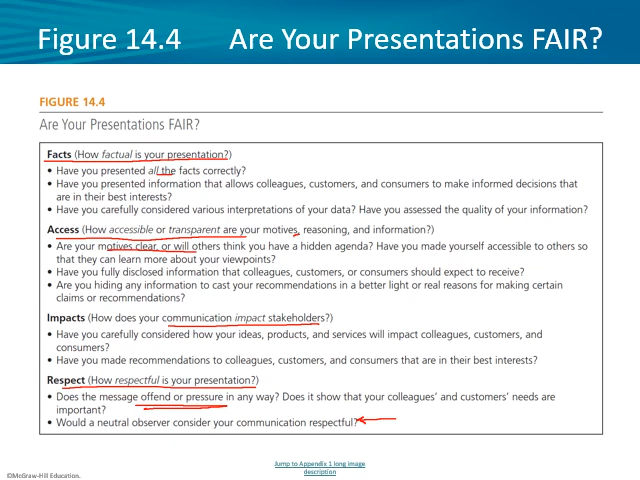 Figure 14.4 Are Your Presentations FAIR?
FIGURE 14.4
Are Your Presentations FAIR?
Facts (How factual is your presentation?)
• Have you presented all the facts correctly?
• Have you presented information that allows colleagues, customers, and consumers to make informed decisions that
are in their best interests?
• Have you carefully considered various interpretations of your data? Have you assessed the quality of your information?
Access (How accessible or transparent are your motives, reasoning, and information?)
• Are your motives clear, or will others think you have a hidden agenda? Have you made yourself accessible to others so
that they can learn more about your viewpoints?
• Have you fully disclosed information that colleagues, customers, or consumers should expect to receive?
• Are you hiding any information to cast your recommendations in a better light or real reasons for making certain
claims or recommendations?
Impacts (How does your communication impact stakeholders?)
• Have you carefully considered how your ideas, products, and services will impact colleagues, customers, and
consumers?
• Have you made recommendations to colleagues, customers, and consumers that are in their best interests?
Respect (How respectful is your presentation?)
• Does the message offend or pressure in any way? Does it show that your colleagues' and customers' needs are
important?
• Would a neutral observer consider your communication respectful?
Jump to Appendix 1 long image
description
©McGraw-Hill Education.